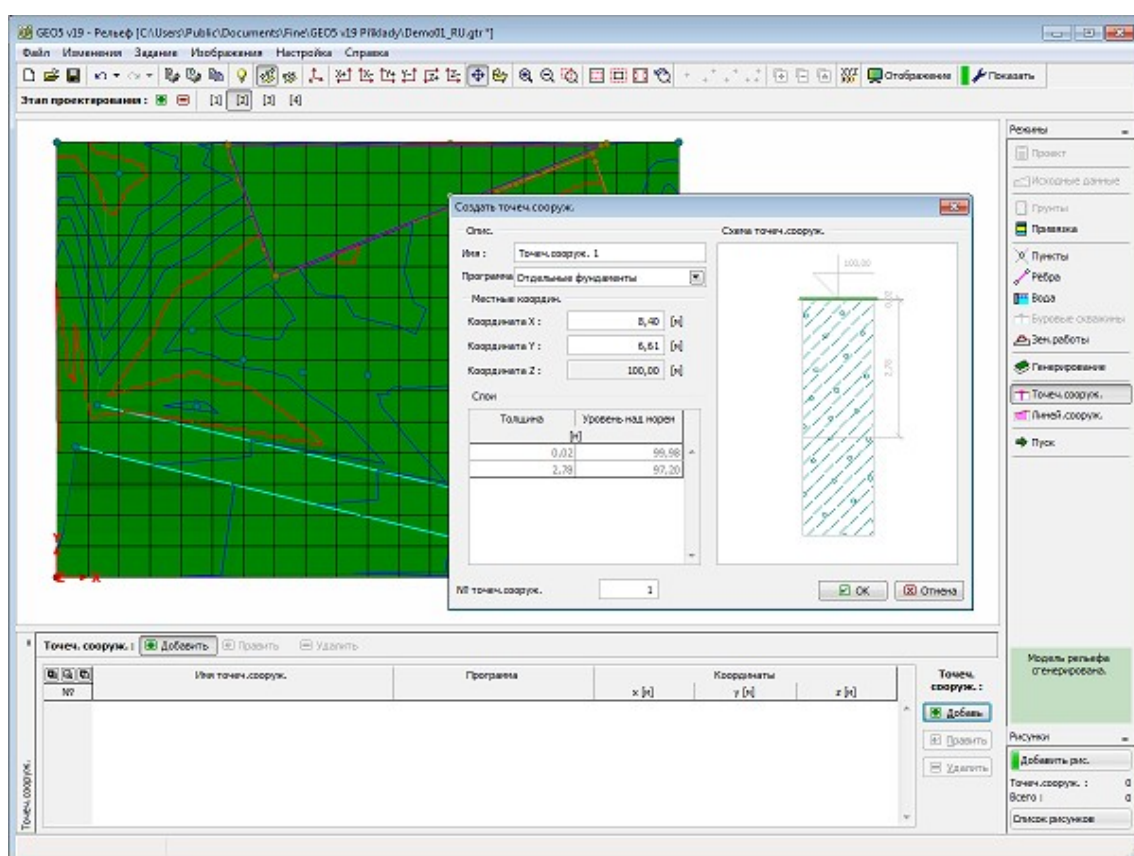 GEO5 v19 - Рельеф [C:\Users\Public\Documents\Fine\GEO5 v19 Příklady\Demo01_RU.gtr *]
Файл Изменения Задание Изображения Настройка Справка
Отображение Показать
Этап проектирования : [1] [2] [3] [4]
Режимы
Проект
Исходные данные
Грунты
Привязка
Пункты
Рёбра
Вода
Буровые скважины
Зем.работы
Генерирование
Точеч.сооруж.
Линей.сооруж.
Пуск
Y
X
Создать точеч.сооруж.
Опис.
Имя : Точеч.сооруж. 1
Программа Отдельные фундаменты
Местные координ.
Координата X : 8,40 [м]
Координата Y : 6,61 [м]
Координата Z : 100,00 [м]
Слои
Толщина Уровень над морем
[м]
0,02 99,98
2,78 97,20
Схема точеч.сооруж.
100,00
0,02
2,78
№ точеч.сооруж. 1
OK Отмена
Точеч. сооруж. : Добавить Править Удалить
№ Имя точеч.сооруж. Программа Координаты
x [м] y [м] z [м]
Точеч. сооруж. :
Добавь
Править
Удалить
Точеч.сооруж.
Модель рельефа сгенерирована.
Рисунки
Добавить рис.
Точеч.сооруж. : 0
Всего : 0
Список рисунков